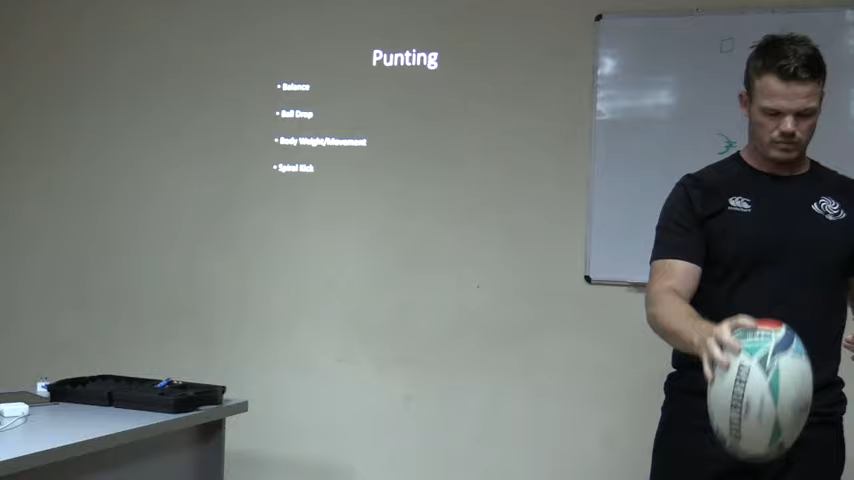 Punting
• Balance
• Ball Drop
• Body Weight/Movement
• Spiral Kick